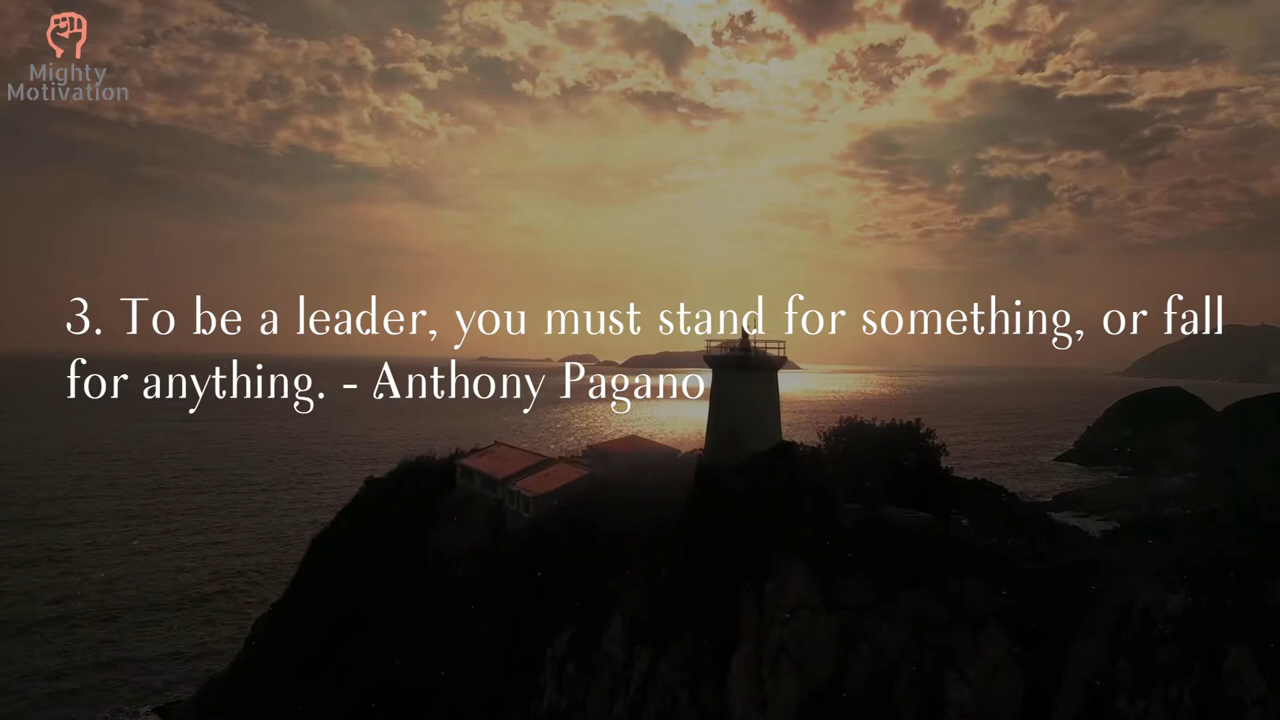 Mighty
Motivation
3. To be a leader, you must stand for something, or fall
for anything. - Anthony Pagano